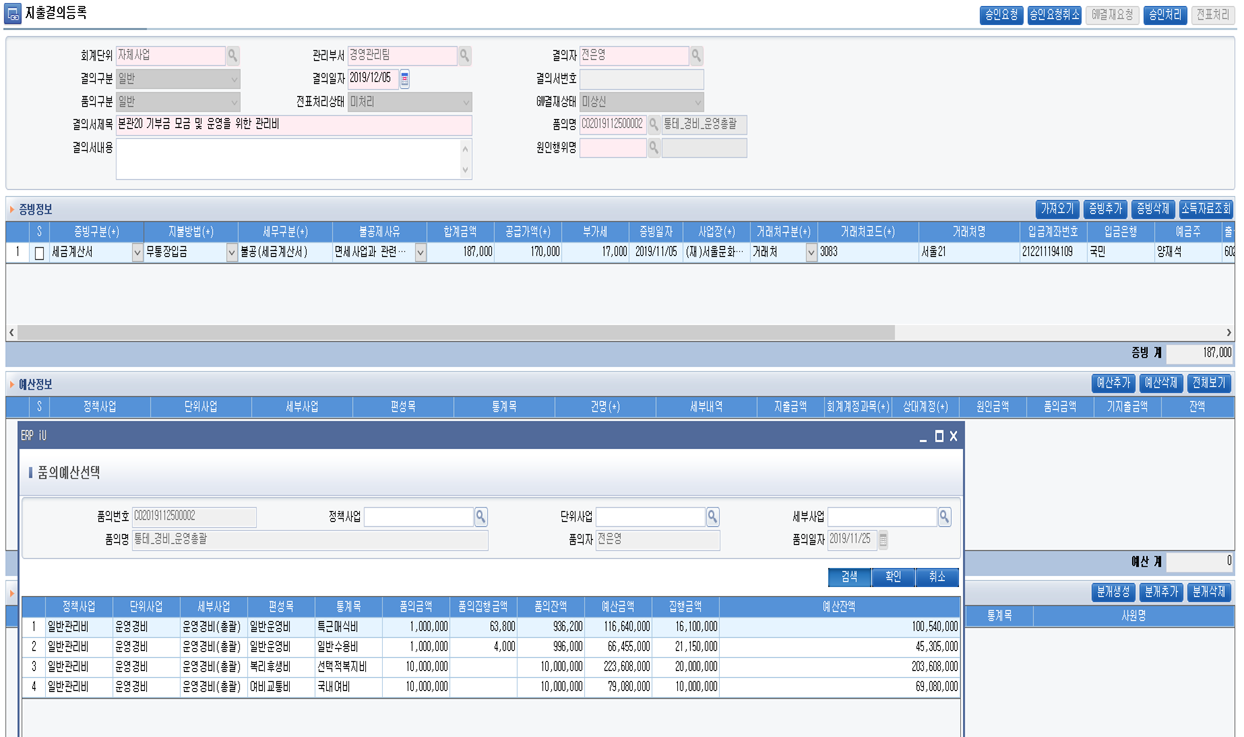 지출결의등록 승인요청 승인요청취소 GW결재요청 승인처리 전표처리
회계단위 자체사업 관리부서 경영관리팀 결의자 전은영
결의구분 일반 결의일자 2019/12/05 결의서번호
품의구분 일반 전표처리상태 미처리 GW결재상태 미상신
결의서제목 본관20 기부금 모금 및 운영을 위한 관리비 품의명 CO2019112500002 통테_경비_운영총괄
결의서내용 원인행위명
증빙정보 가져오기 증빙추가 증빙삭제 소득자료조회
S 증빙구분(+) 지불방법(+) 세무구분(+) 불공제사유 합계금액 공급가액(+) 부가세 증빙일자 사업장(+) 거래처구분(+) 거래처코드(+) 거래처명 입금계좌번호 입금은행 예금주 출
1 세금계산서 무통장입금 불공(세금계산서) 면세사업과 관련… 187,000 170,000 17,000 2019/11/05 (재)서울문화… 거래처 3083 서울21 212211194109 국민 양재석 602
증빙 계 187,000
예산정보 예산추가 예산삭제 전체보기
S 정책사업 단위사업 세부사업 편성목 통계목 건명(+) 세부내역 지출금액 회계계정과목(+) 상대계정(+) 원인금액 품의금액 기지출금액 잔액
ERP iU
품의예산선택
품의번호 CO2019112500002 정책사업 단위사업 세부사업
품의명 통테_경비_운영총괄 품의자 전은영 품의일자 2019/11/25
예산 계 0
검색 확인 취소
분개생성 분개추가 분개삭제
정책사업 단위사업 세부사업 편성목 통계목 품의금액 품의집행금액 품의잔액 예산금액 집행금액 예산잔액
통계목 사원명
1 일반관리비 운영경비 운영경비(총괄) 일반운영비 특근매식비 1,000,000 63,800 936,200 116,640,000 16,100,000 100,540,000
2 일반관리비 운영경비 운영경비(총괄) 일반운영비 일반수용비 1,000,000 4,000 996,000 66,455,000 21,150,000 45,305,000
3 일반관리비 운영경비 운영경비(총괄) 복리후생비 선택적복지비 10,000,000 10,000,000 223,608,000 20,000,000 203,608,000
4 일반관리비 운영경비 운영경비(총괄) 여비교통비 국내여비 10,000,000 10,000,000 79,080,000 10,000,000 69,080,000